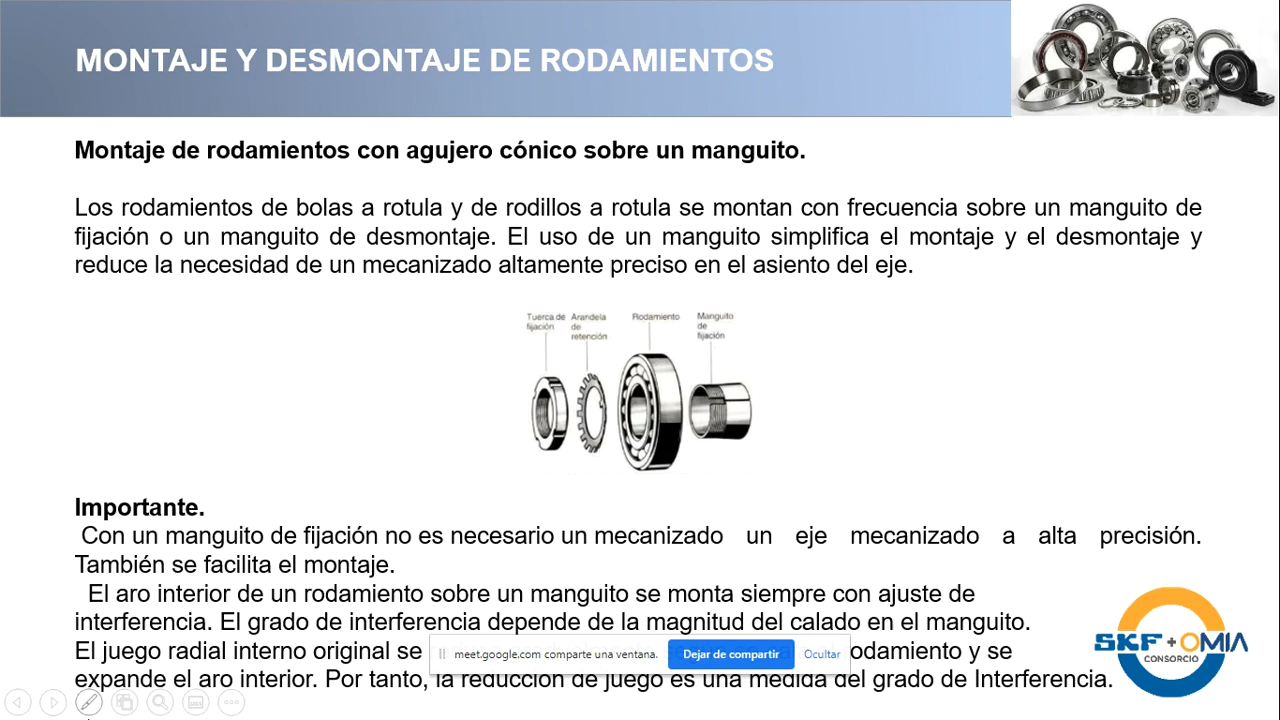 MONTAJE Y DESMONTAJE DE RODAMIENTOS
Montaje de rodamientos con agujero cónico sobre un manguito.
Los rodamientos de bolas a rotula y de rodillos a rotula se montan con frecuencia sobre un manguito de
fijación o un manguito de desmontaje. El uso de un manguito simplifica el montaje y el desmontaje y
reduce la necesidad de un mecanizado altamente preciso en el asiento del eje.
Tuerca de fijación
Arandela de retención
Rodamiento
Manguito de fijación
Importante.
Con un manguito de fijación no es necesario un mecanizado un eje mecanizado a alta precisión.
También se facilita el montaje.
El aro interior de un rodamiento sobre un manguito se monta siempre con ajuste de
interferencia. El grado de interferencia depende de la magnitud del calado en el manguito.
El juego radial interno original se odamiento y se
meet.google.com comparte una ventana. Dejar de compartir Ocultar
expande el aro interior. Por tanto, la reducción de juego es una medida del grado de Interferencia.
SKF + OMIA
CONSORCIO